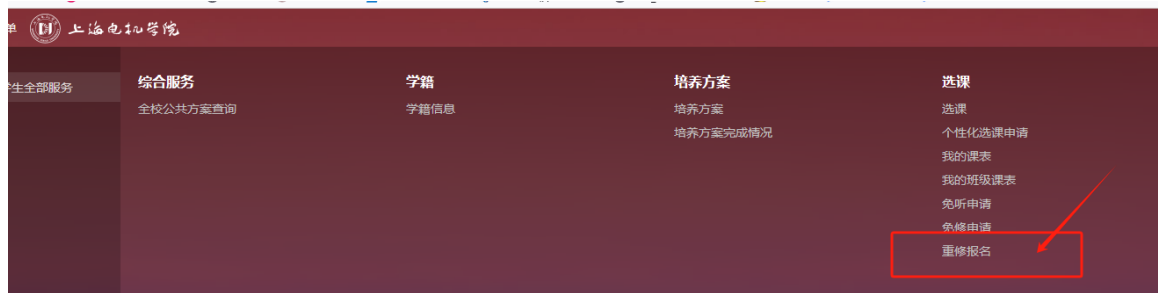 单 上海电机学院
学生全部服务
综合服务
全校公共方案查询
学籍
学籍信息
培养方案
培养方案
培养方案完成情况
选课
选课
个性化选课申请
我的课表
我的班级课表
免听申请
免修申请
重修报名